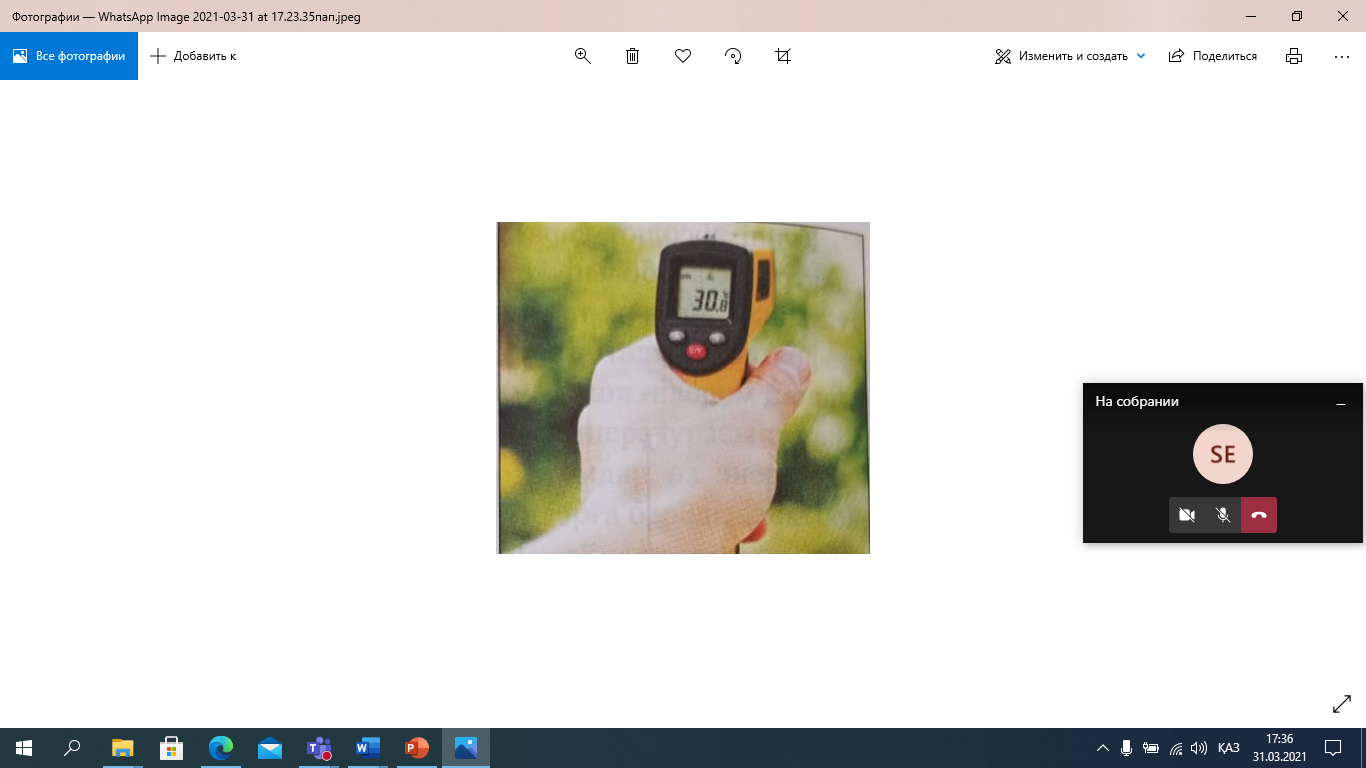 Фотографии — WhatsApp Image 2021-03-31 at 17.23.35пап.jpeg
Все фотографии
Добавить к
Изменить и создать
Поделиться
30.8
На собрании
SE
ҚАЗ
17:36
31.03.2021